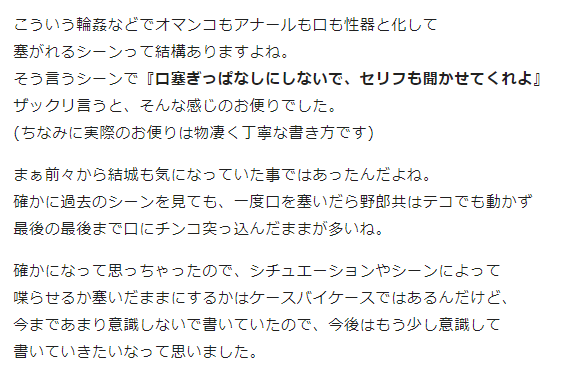 こういう輪姦などでオマンコもアナールも口も性器と化して
塞がれるシーンって結構ありますよね。
そう言うシーンで『口塞ぎっぱなしにしないで、セリフも聞かせてくれよ』
ザックリ言うと、そんな感じのお便りでした。
(ちなみに実際のお便りは物凄く丁寧な書き方です)
まぁ前々から結城も気になっていた事ではあったんだよね。
確かに過去のシーンを見ても、一度口を塞いだら野郎共はテコでも動かず
最後の最後まで口にチンコ突っ込んだままが多いね。
確かになって思っちゃったので、シチュエーションやシーンによって
喋らせるか塞いだままにするかはケースバイケースではあるんだけど、
今まであまり意識しないで書いていたので、今後はもう少し意識して
書いていきたいなって思いました。